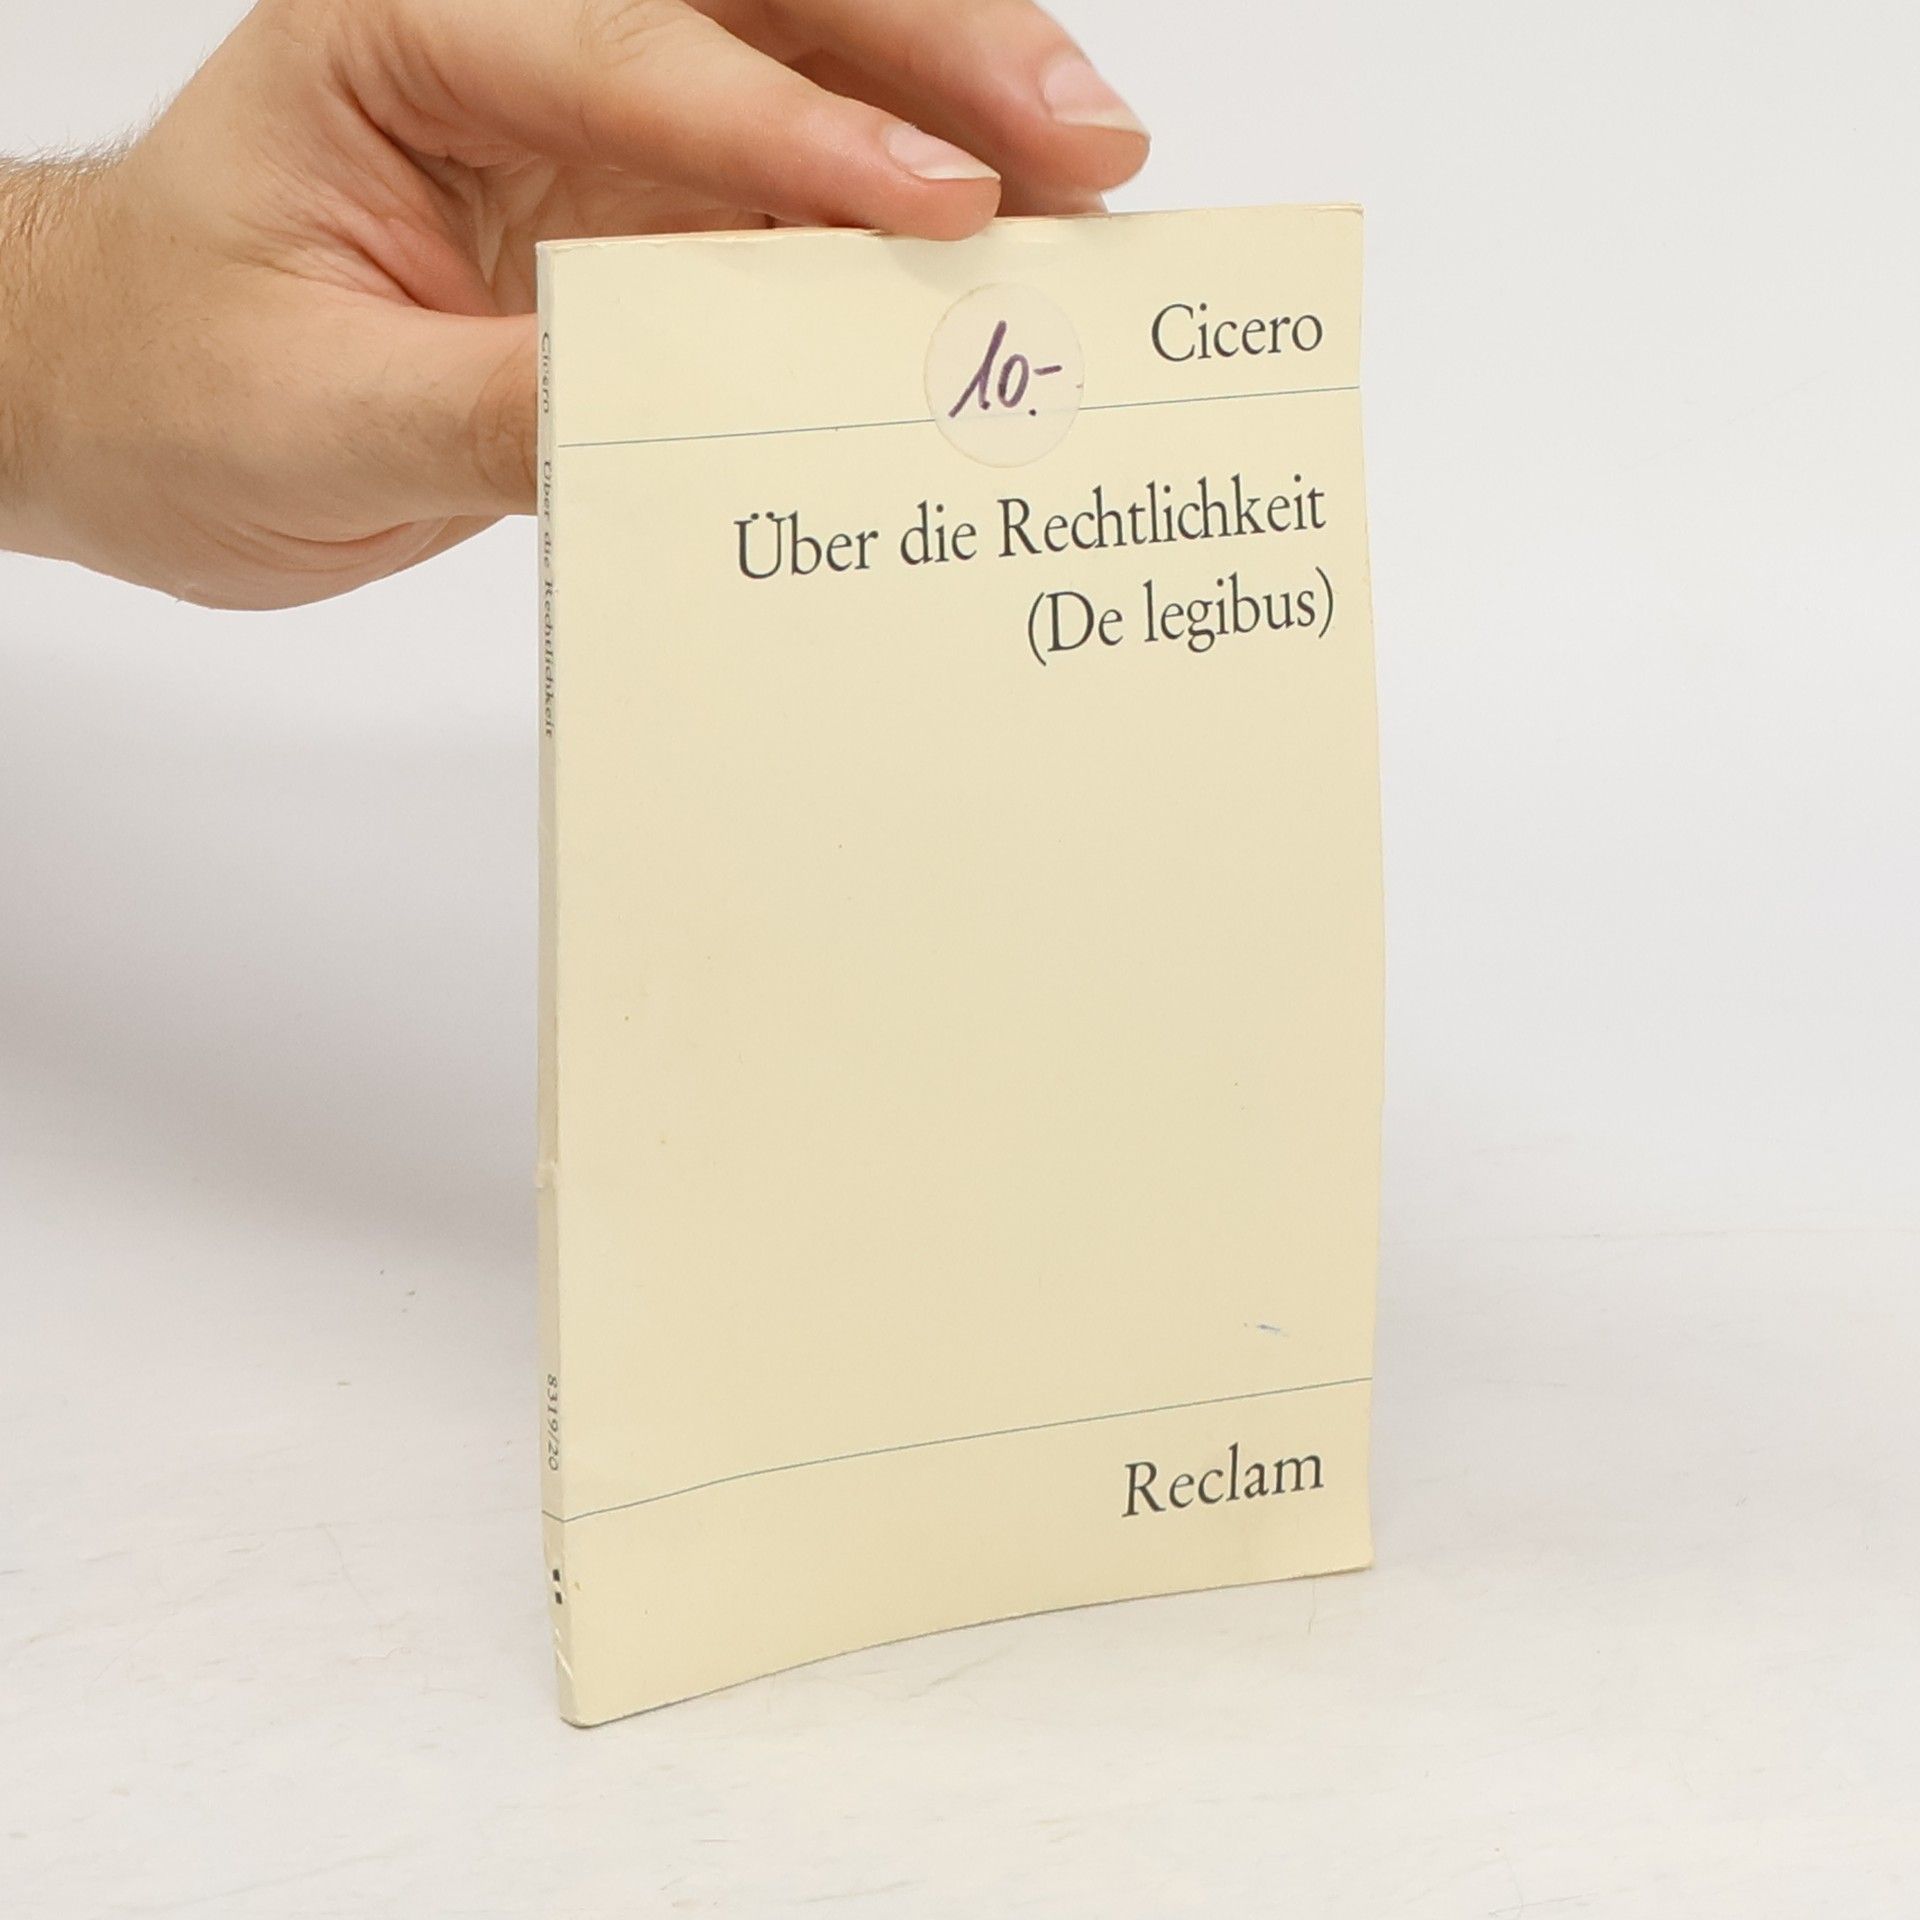 Cicero
10.-
Über die Rechtlichkeit
(De legibus)
Reclam
Cicero Über die Rechtlichkeit
8319/20